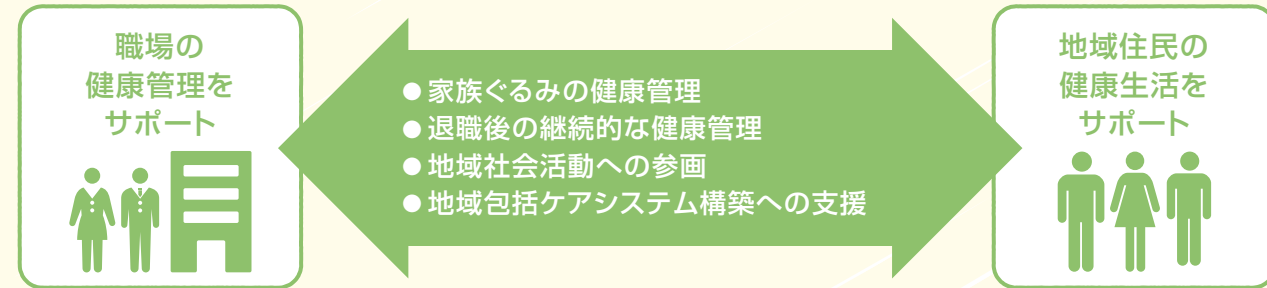 職場の
健康管理を
サポート
●家族ぐるみの健康管理
●退職後の継続的な健康管理
●地域社会活動への参画
●地域包括ケアシステム構築への支援
地域住民の
健康生活を
サポート